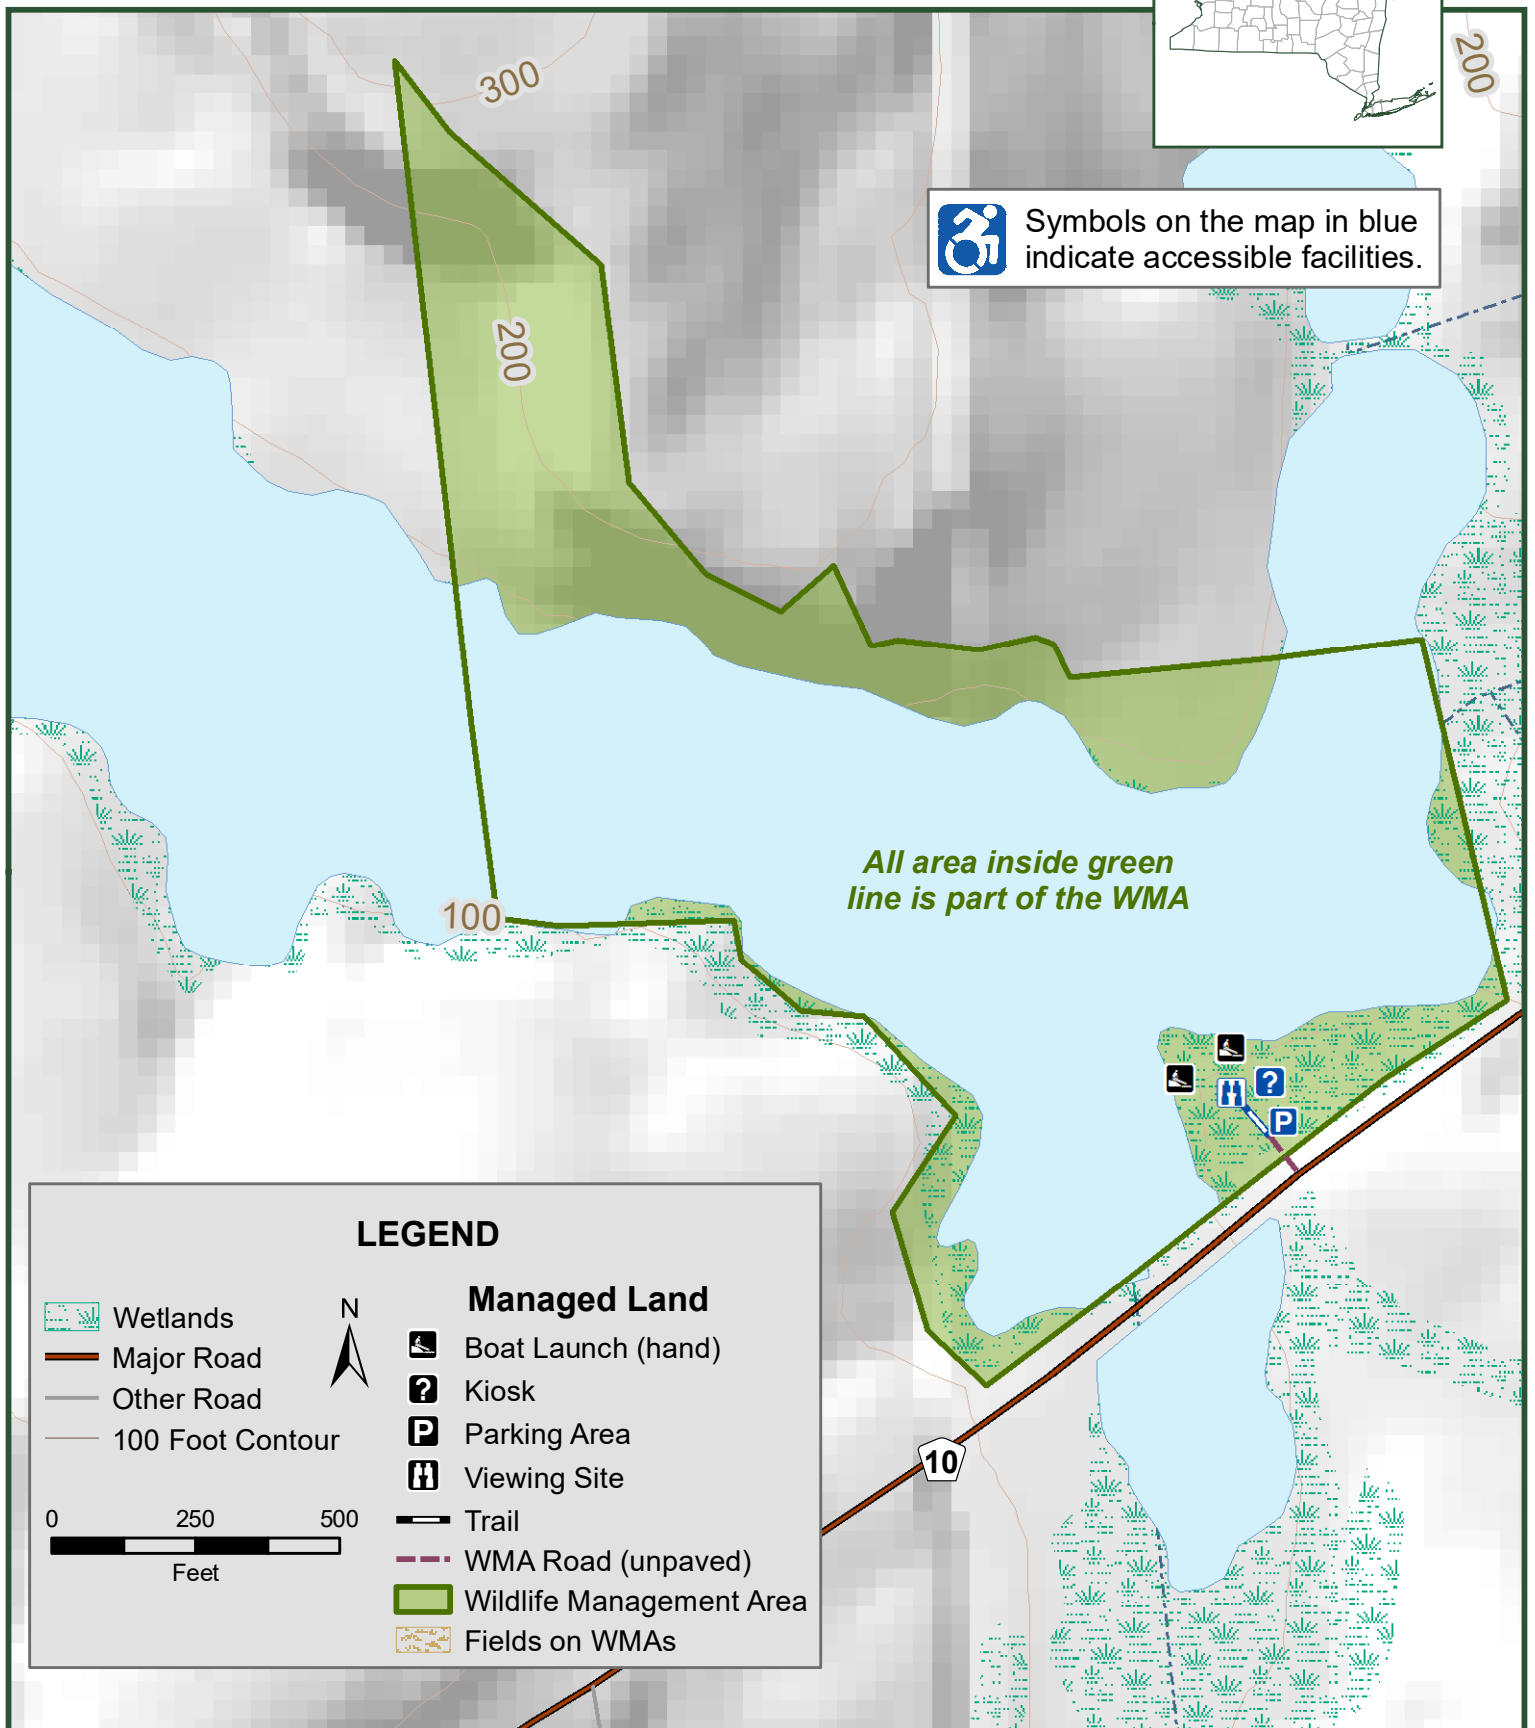 300
200
Symbols on the map in blue
indicate accessible facilities.
200
All area inside green
line is part of the WMA
100
?
P
LEGEND
Wetlands
Major Road
Other Road
100 Foot Contour
N
0 250 500
Feet
Managed Land
Boat Launch (hand)
? Kiosk
P Parking Area
Viewing Site
Trail
WMA Road (unpaved)
Wildlife Management Area
Fields on WMAs
10